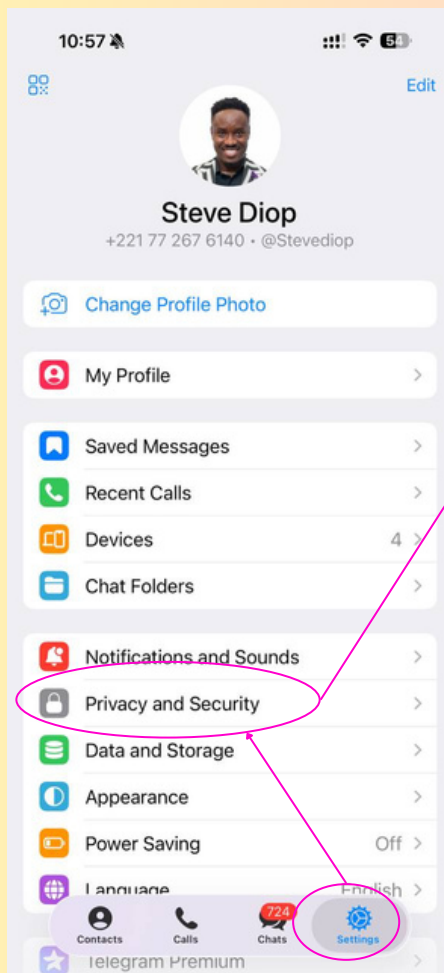 10:57
54
Edit
Steve Diop
+221 77 267 6140 • @Stevediop
Change Profile Photo
My Profile
Saved Messages
Recent Calls
Devices 4
Chat Folders
Notifications and Sounds
Privacy and Security
Data and Storage
Appearance
Power Saving Off
Language English
724
Contacts Calls Chats Settings
Telegram Premium